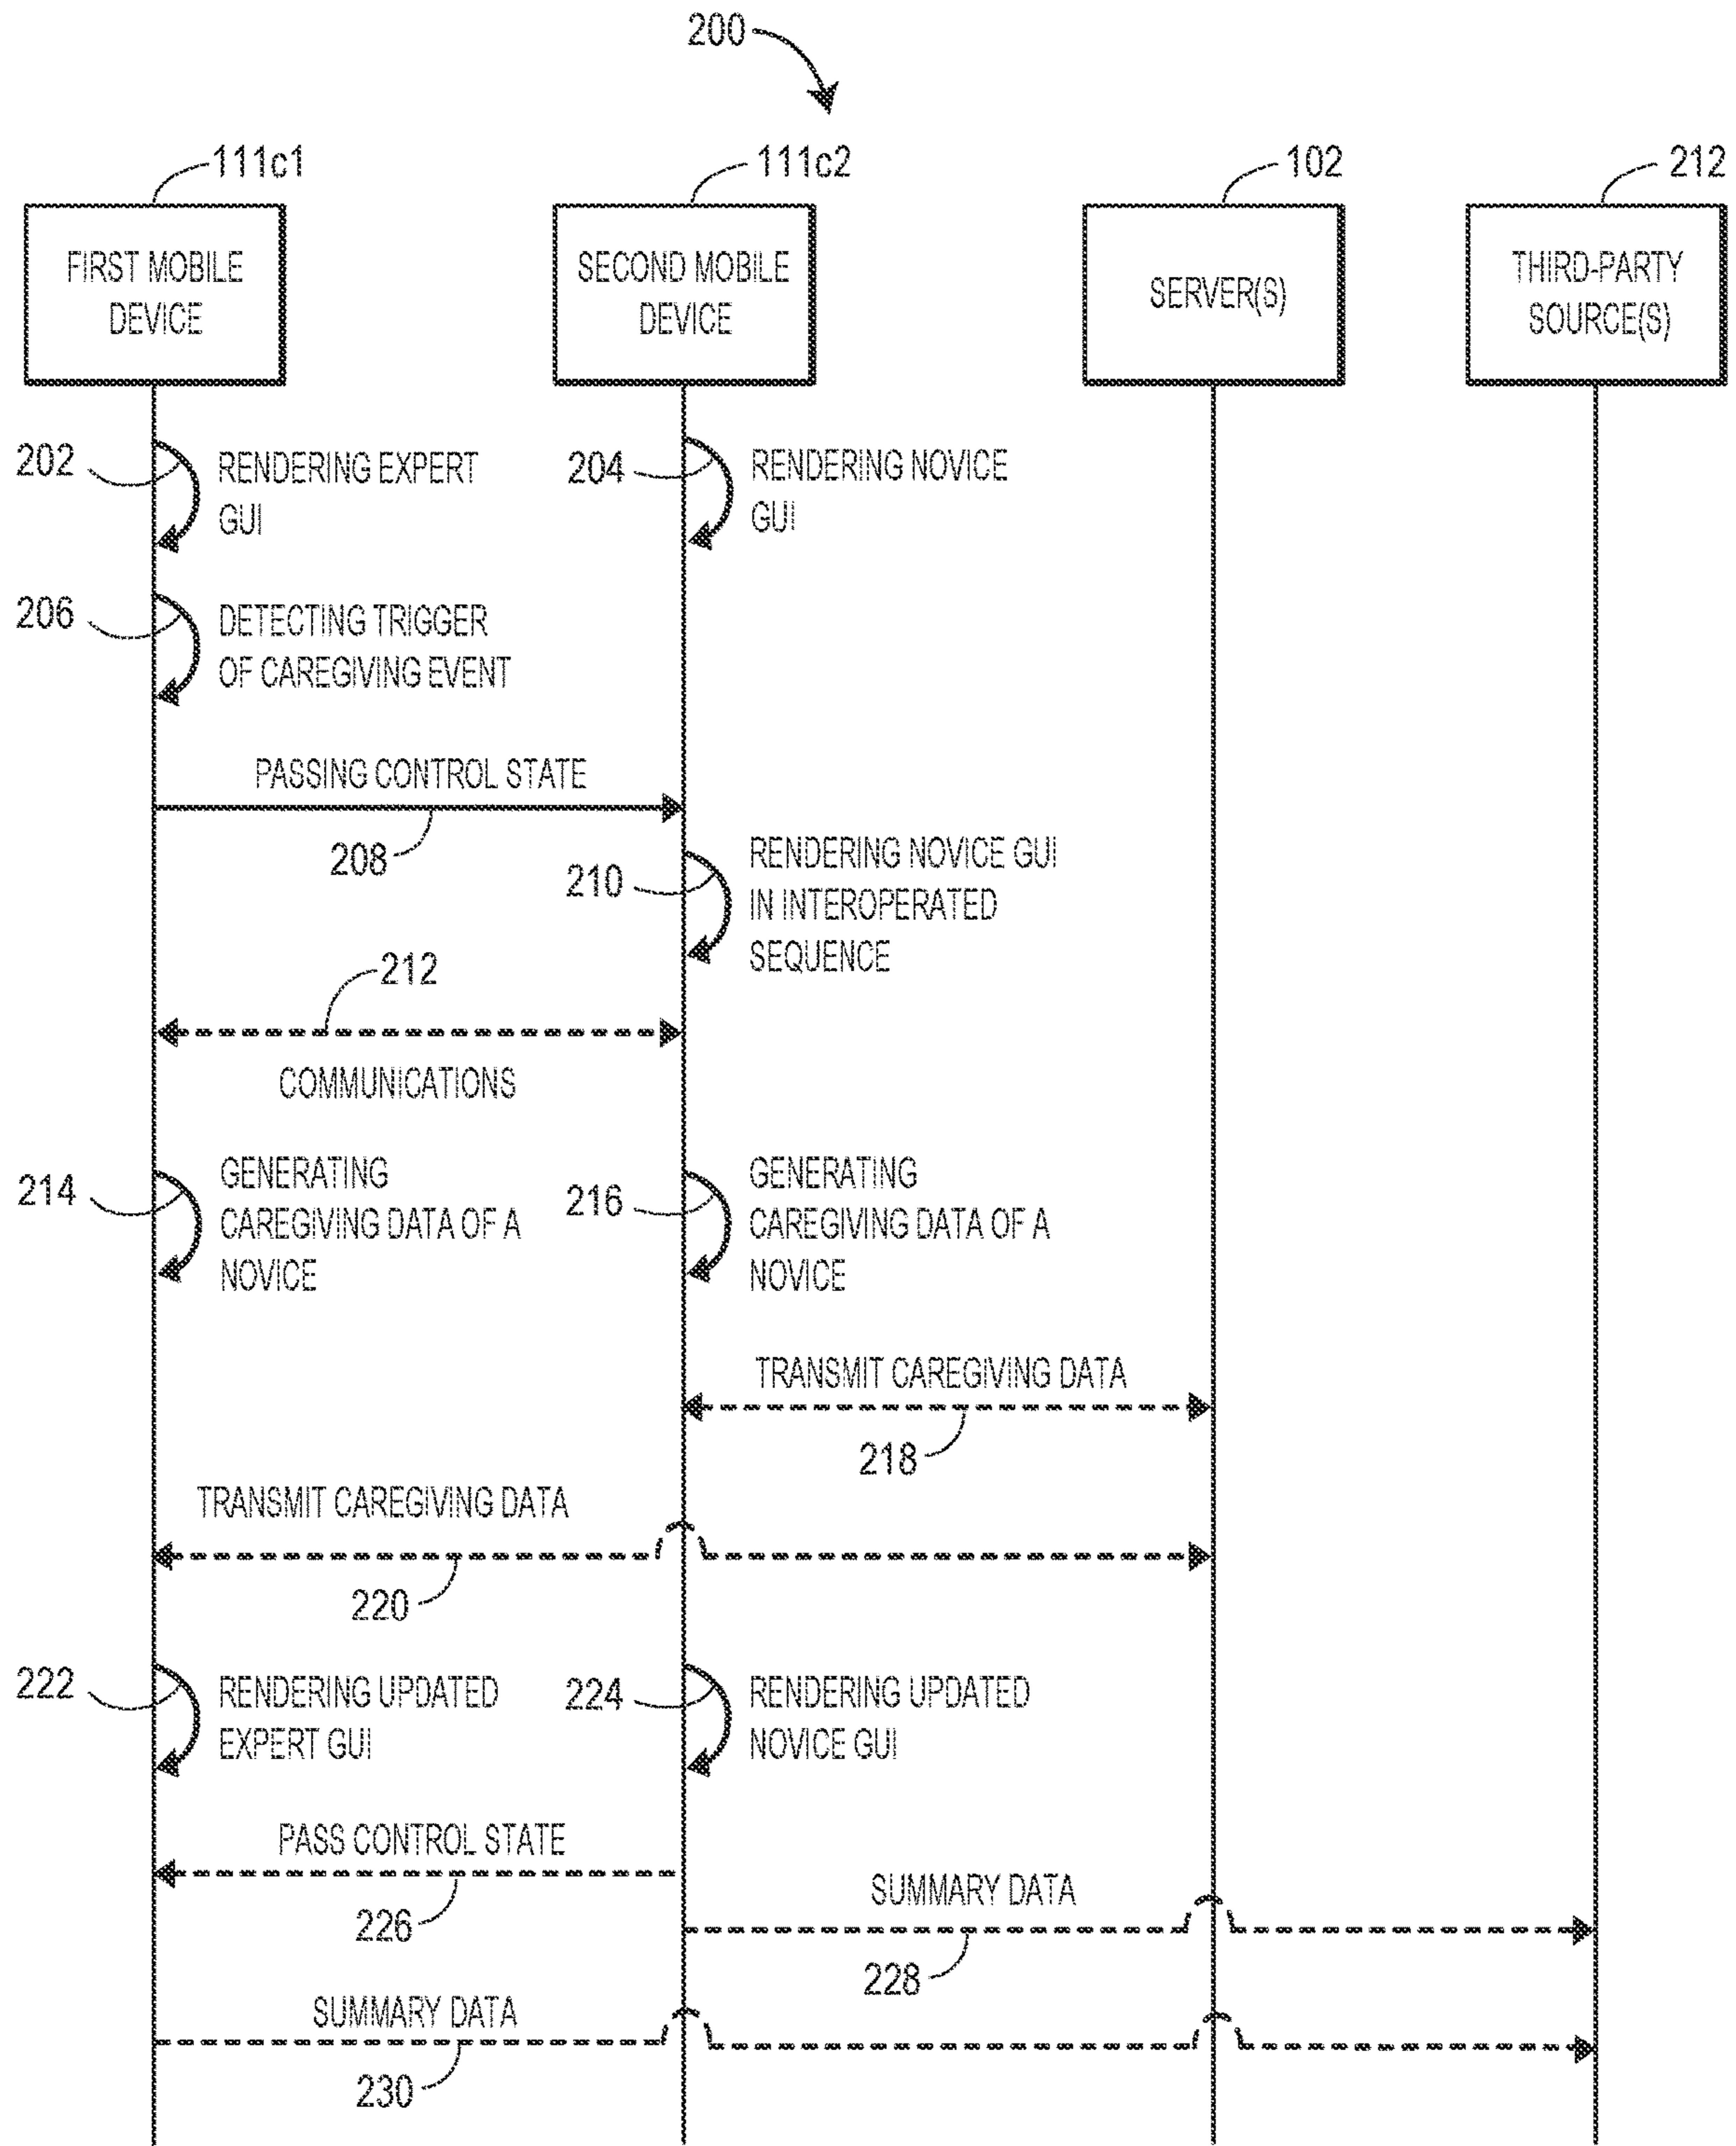 200
111c1
111c2
102
212
FIRST MOBILE
DEVICE
SECOND MOBILE
DEVICE
SERVER(S)
THIRD-PARTY
SOURCE(S)
202
RENDERING EXPERT
GUI
204
RENDERING NOVICE
GUI
206
DETECTING TRIGGER
OF CAREGIVING EVENT
PASSING CONTROL STATE
208
210
RENDERING NOVICE GUI
IN INTEROPERATED
SEQUENCE
212
COMMUNICATIONS
214
GENERATING
CAREGIVING DATA OF A
NOVICE
216
GENERATING
CAREGIVING DATA OF A
NOVICE
TRANSMIT CAREGIVING DATA
218
TRANSMIT CAREGIVING DATA
220
222
RENDERING UPDATED
EXPERT GUI
224
RENDERING UPDATED
NOVICE GUI
PASS CONTROL STATE
226
SUMMARY DATA
228
SUMMARY DATA
230